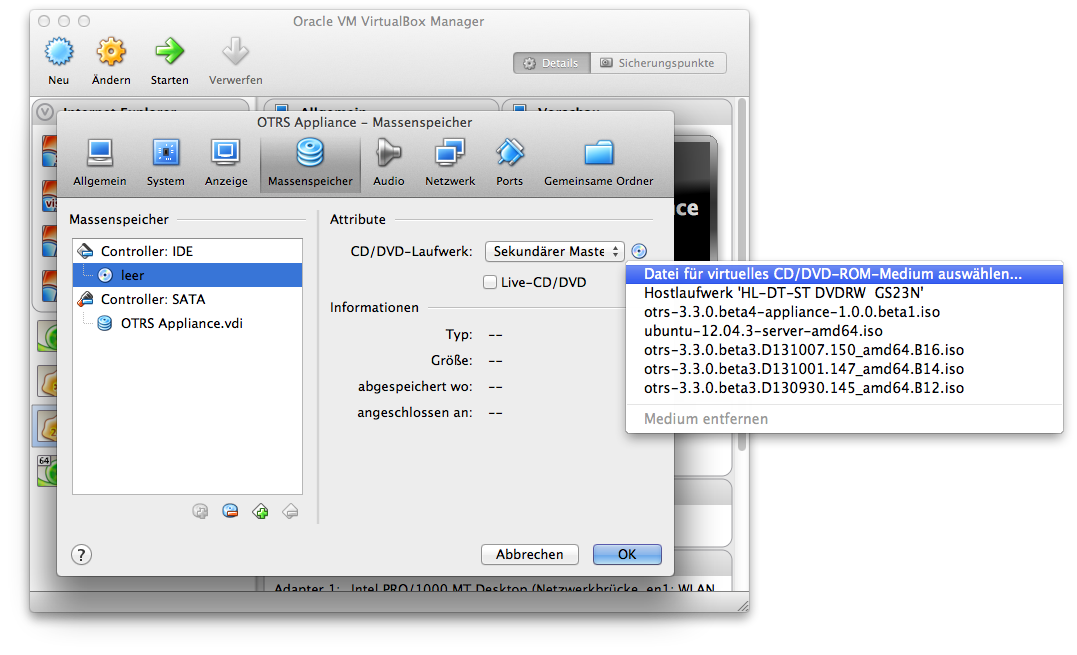 Oracle VM VirtualBox Manager
Neu Ändern Starten Verwerfen
Details Sicherungspunkte
OTRS Appliance – Massenspeicher
Allgemein System Anzeige Massenspeicher Audio Netzwerk Ports Gemeinsame Ordner
Massenspeicher
Controller: IDE
leer
Controller: SATA
OTRS Appliance.vdi
Attribute
CD/DVD-Laufwerk: Sekundärer Maste
Live-CD/DVD
Informationen
Typ: --
Größe: --
abgespeichert wo: --
angeschlossen an: --
Datei für virtuelles CD/DVD-ROM-Medium auswählen...
Hostlaufwerk 'HL-DT-ST DVDRW GS23N'
otrs-3.3.0.beta4-appliance-1.0.0.beta1.iso
ubuntu-12.04.3-server-amd64.iso
otrs-3.3.0.beta3.D131007.150_amd64.B16.iso
otrs-3.3.0.beta3.D131001.147_amd64.B14.iso
otrs-3.3.0.beta3.D130930.145_amd64.B12.iso
Medium entfernen
? Abbrechen OK
64
Adapter 1: Intel PRO/1000 MT Desktop (Netzwerkbrücke, en1: WLAN